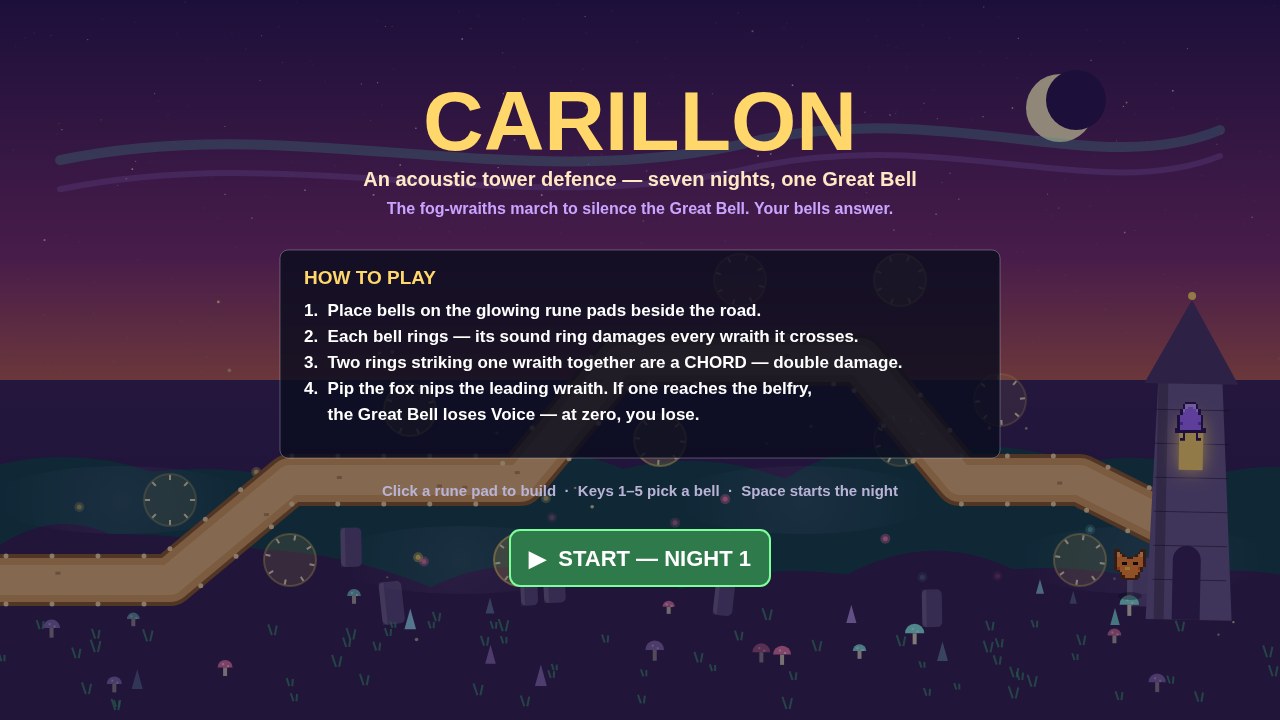 CARILLON
An acoustic tower defence — seven nights, one Great Bell
The fog-wraiths march to silence the Great Bell. Your bells answer.
HOW TO PLAY
1. Place bells on the glowing rune pads beside the road.
2. Each bell rings — its sound ring damages every wraith it crosses.
3. Two rings striking one wraith together are a CHORD — double damage.
4. Pip the fox nips the leading wraith. If one reaches the belfry,
the Great Bell loses Voice — at zero, you lose.
Click a rune pad to build · Keys 1–5 pick a bell · Space starts the night
▶ START — NIGHT 1